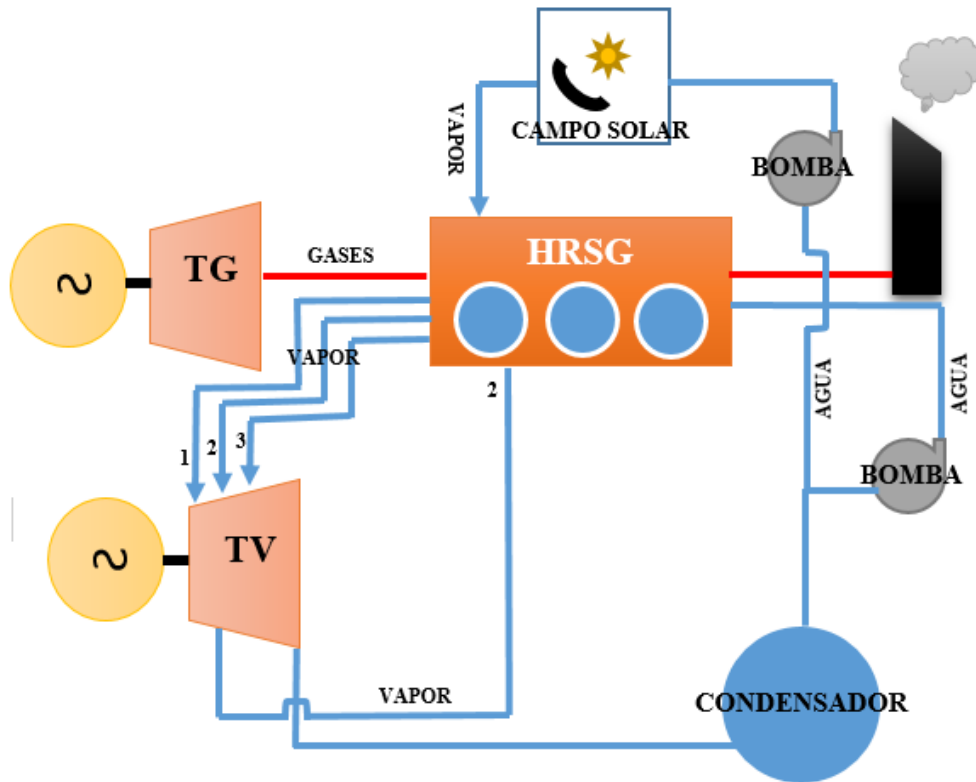 CAMPO SOLAR
VAPOR
BOMBA
HRSG
GASES
TG
VAPOR
2
1
2
3
AGUA
AGUA
BOMBA
TV
VAPOR
CONDENSADOR